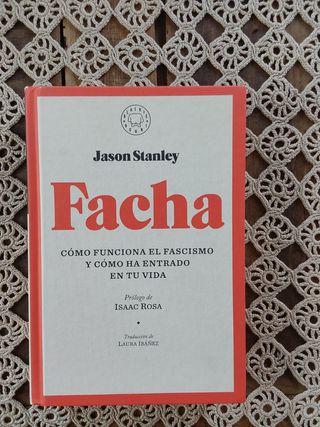 Jason Stanley
Facha
CÓMO FUNCIONA EL FASCISMO
Y CÓMO HA ENTRADO
EN TU VIDA
Prólogo de
ISAAC ROSA
Traducción de
LAURA IBÁÑEZ